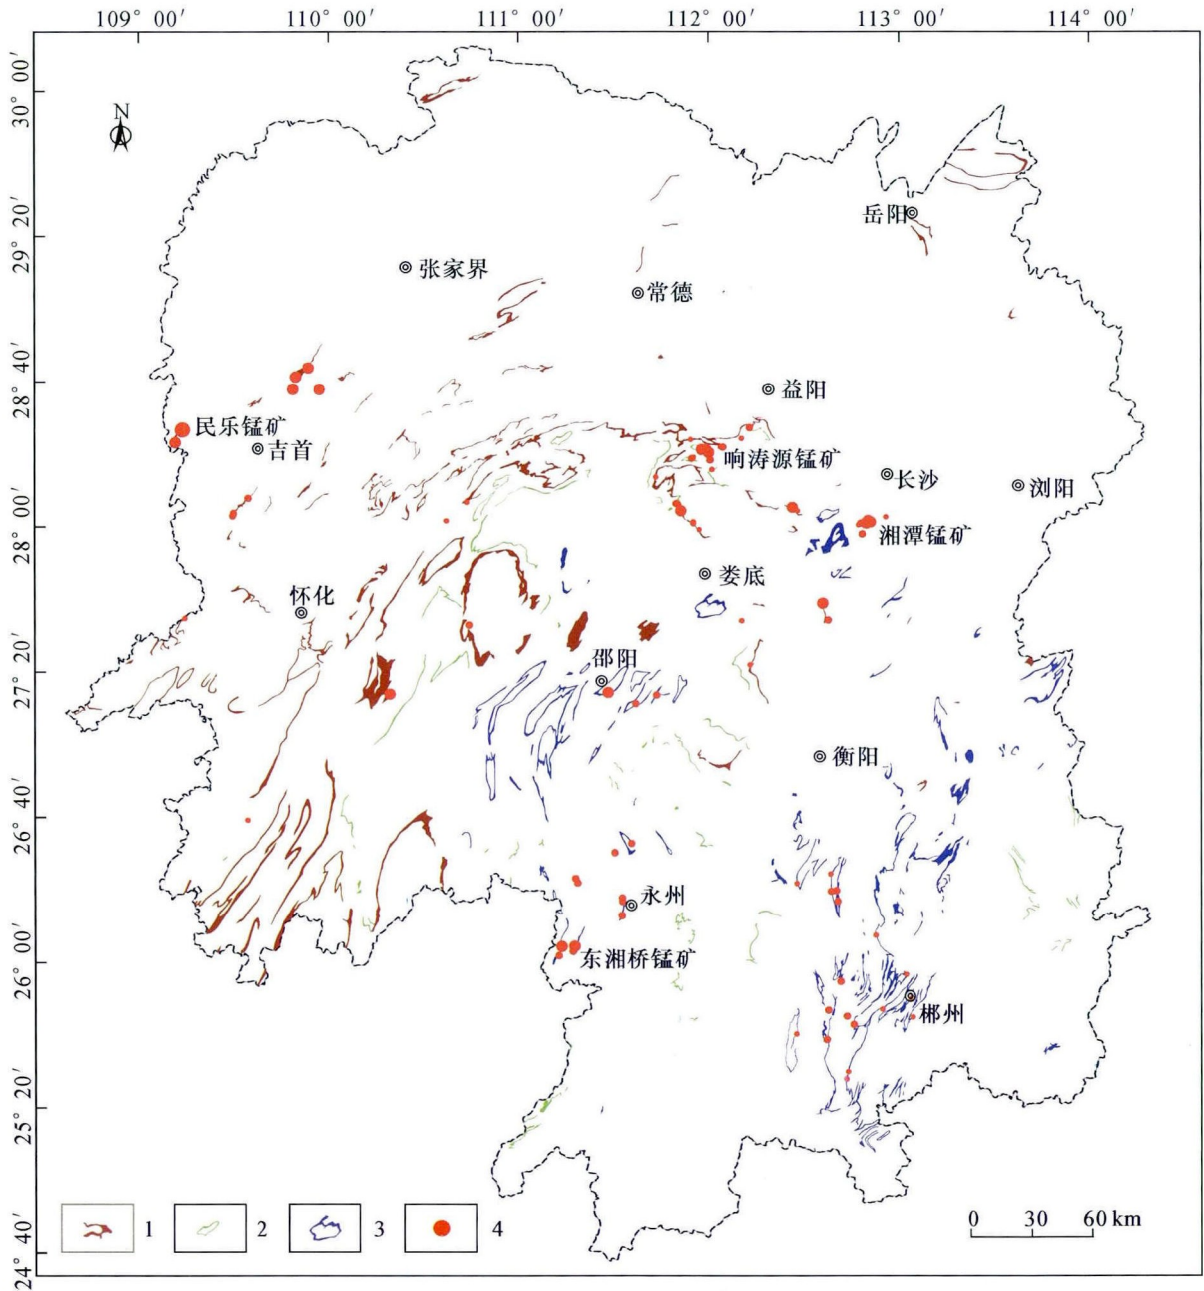 109° 00′ 110° 00′ 111° 00′ 112° 00′ 113° 00′ 114° 00′
30° 00′
29° 20′
28° 40′
28° 00′
27° 20′
26° 40′
26° 00′
25° 20′
24° 40′
N
岳阳
张家界
常德
益阳
民乐锰矿
吉首
响涛源锰矿
长沙
浏阳
湘潭锰矿
娄底
怀化
邵阳
衡阳
永州
东湘桥锰矿
郴州
1 2 3 4
0 30 60 km